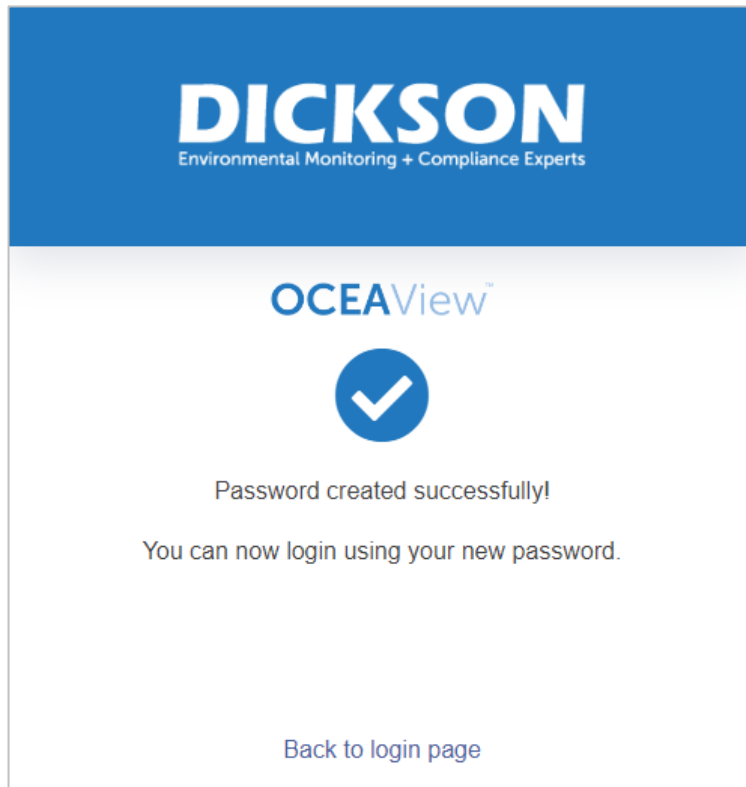 DICKSON
Environmental Monitoring + Compliance Experts
OCEAView™
Password created successfully!
You can now login using your new password.
Back to login page